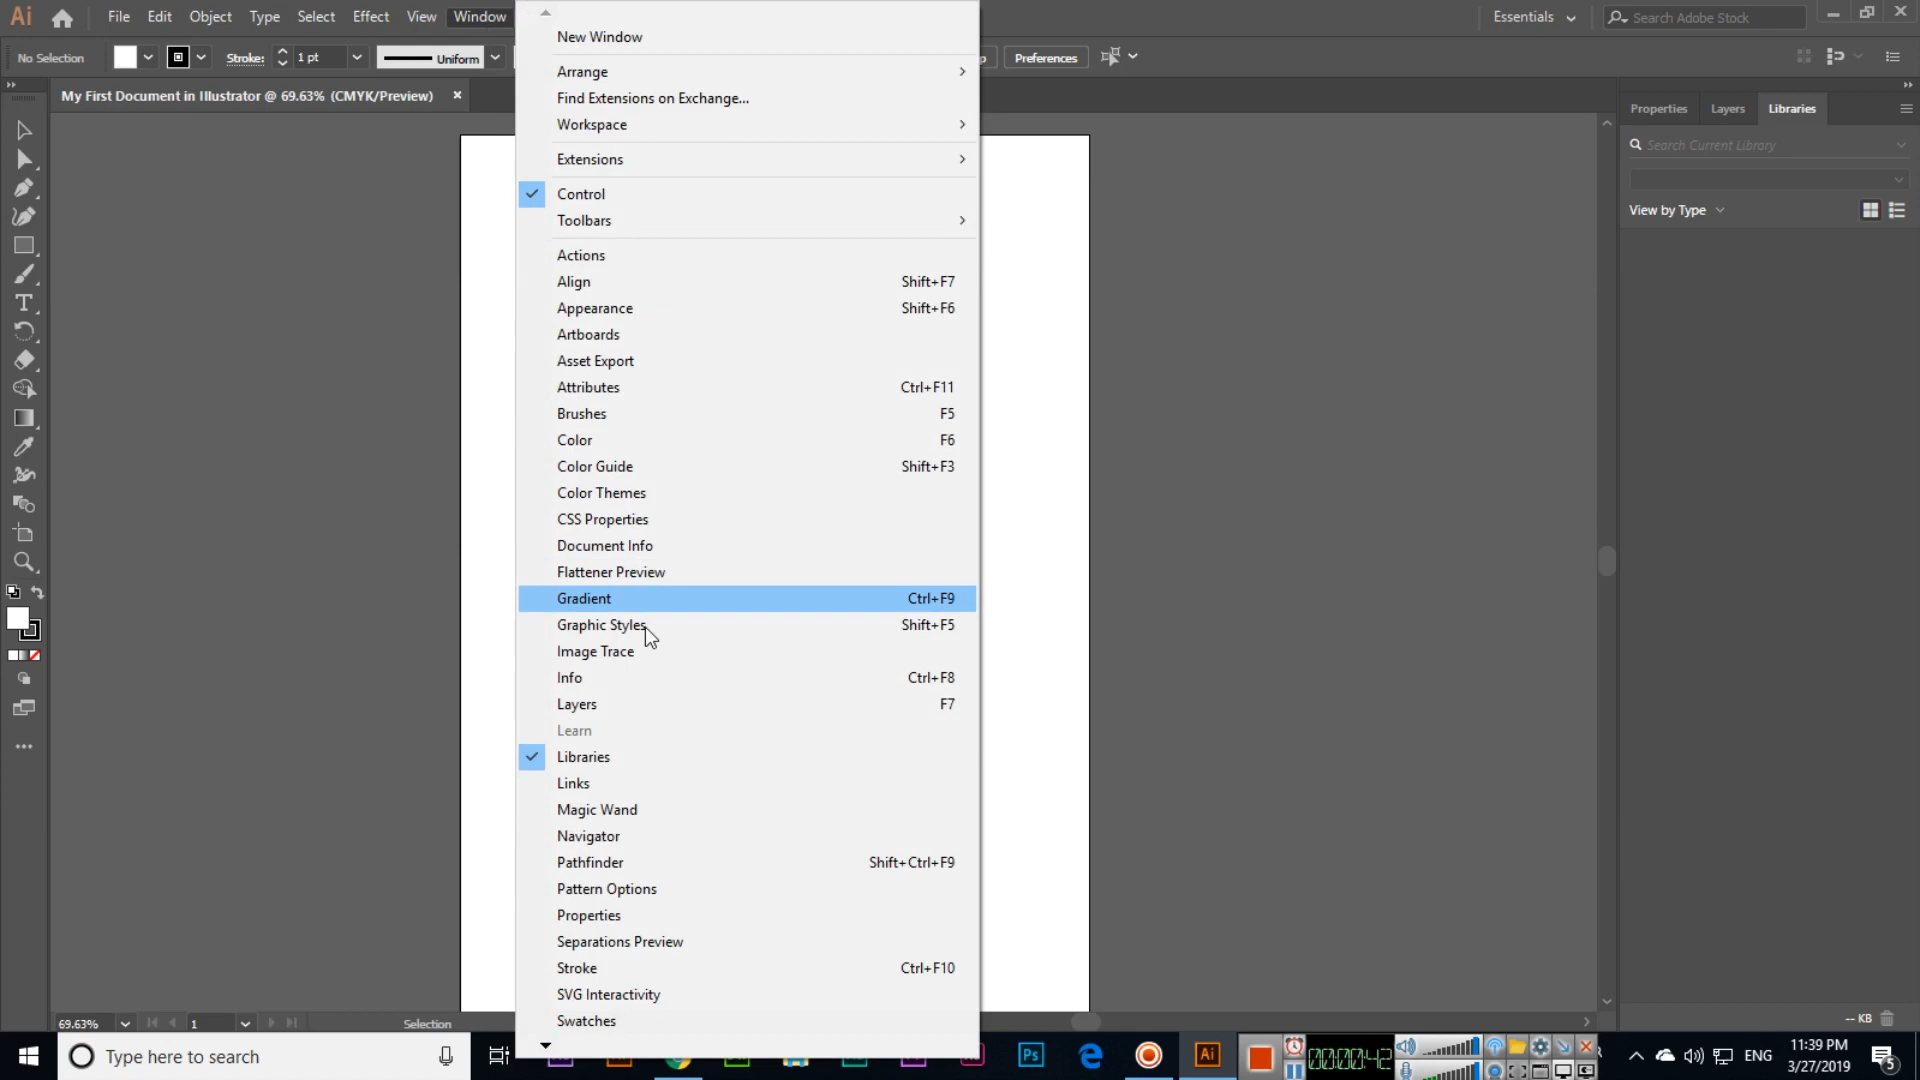 Ai File Edit Object Type Select Effect View Window Essentials Search Adobe Stock
No Selection Stroke: 1 pt Uniform Preferences
My First Document in Illustrator @ 69.63% (CMYK/Preview)
New Window
Arrange
Find Extensions on Exchange...
Workspace
Extensions
Control
Toolbars
Actions
Align Shift+F7
Appearance Shift+F6
Artboards
Asset Export
Attributes Ctrl+F11
Brushes F5
Color F6
Color Guide Shift+F3
Color Themes
CSS Properties
Document Info
Flattener Preview
Gradient Ctrl+F9
Graphic Styles Shift+F5
Image Trace
Info Ctrl+F8
Layers F7
Learn
Libraries
Links
Magic Wand
Navigator
Pathfinder Shift+Ctrl+F9
Pattern Options
Properties
Separations Preview
Stroke Ctrl+F10
SVG Interactivity
Swatches
Properties Layers Libraries
Search Current Library
View by Type
-- KB
69.63% 1 Selection
Type here to search
Ps Ai
00:00:42
ENG
11:39 PM
3/27/2019
5